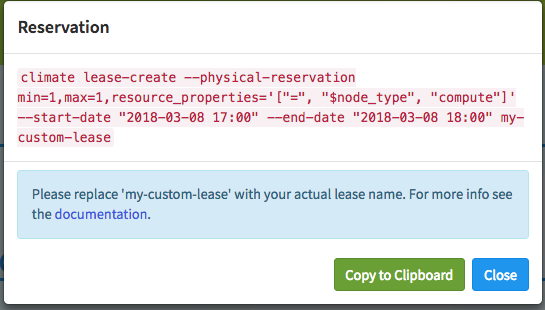 Reservation
climate lease-create --physical-reservation
min=1,max=1,resource_properties='["=", "$node_type", "compute"]'
--start-date "2018-03-08 17:00" --end-date "2018-03-08 18:00" my-
custom-lease
Please replace 'my-custom-lease' with your actual lease name. For more info see
the documentation.
Copy to Clipboard
Close